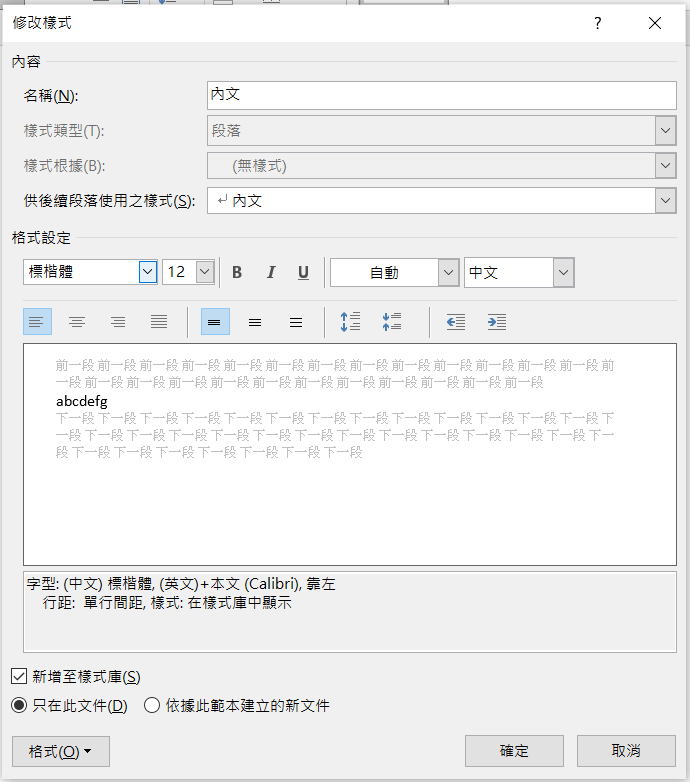 修改樣式 ?
內容
名稱(N): 內文
樣式類型(T): 段落
樣式根據(B): (無樣式)
供後續段落使用之樣式(S): 內文
格式設定
標楷體 12 B I U 自動 中文
前一段 前一段 前一段 前一段 前一段 前一段 前一段 前一段 前一段 前一段 前一段 前一段 前一段 前
一段 前一段 前一段 前一段 前一段 前一段 前一段 前一段 前一段 前一段 前一段 前一段
abcdefg
下一段 下一段 下一段 下一段 下一段 下一段 下一段 下一段 下一段 下一段 下一段 下一段 下一段 下
一段 下一段 下一段 下一段 下一段 下一段 下一段 下一段 下一段 下一段 下一段 下一段 下一段 下一
段 下一段 下一段 下一段 下一段 下一段 下一段 下一段
字型: (中文) 標楷體, (英文)+本文 (Calibri), 靠左
行距: 單行間距, 樣式: 在樣式庫中顯示
新增至樣式庫(S)
只在此文件(D) 依據此範本建立的新文件
格式(O) 確定 取消